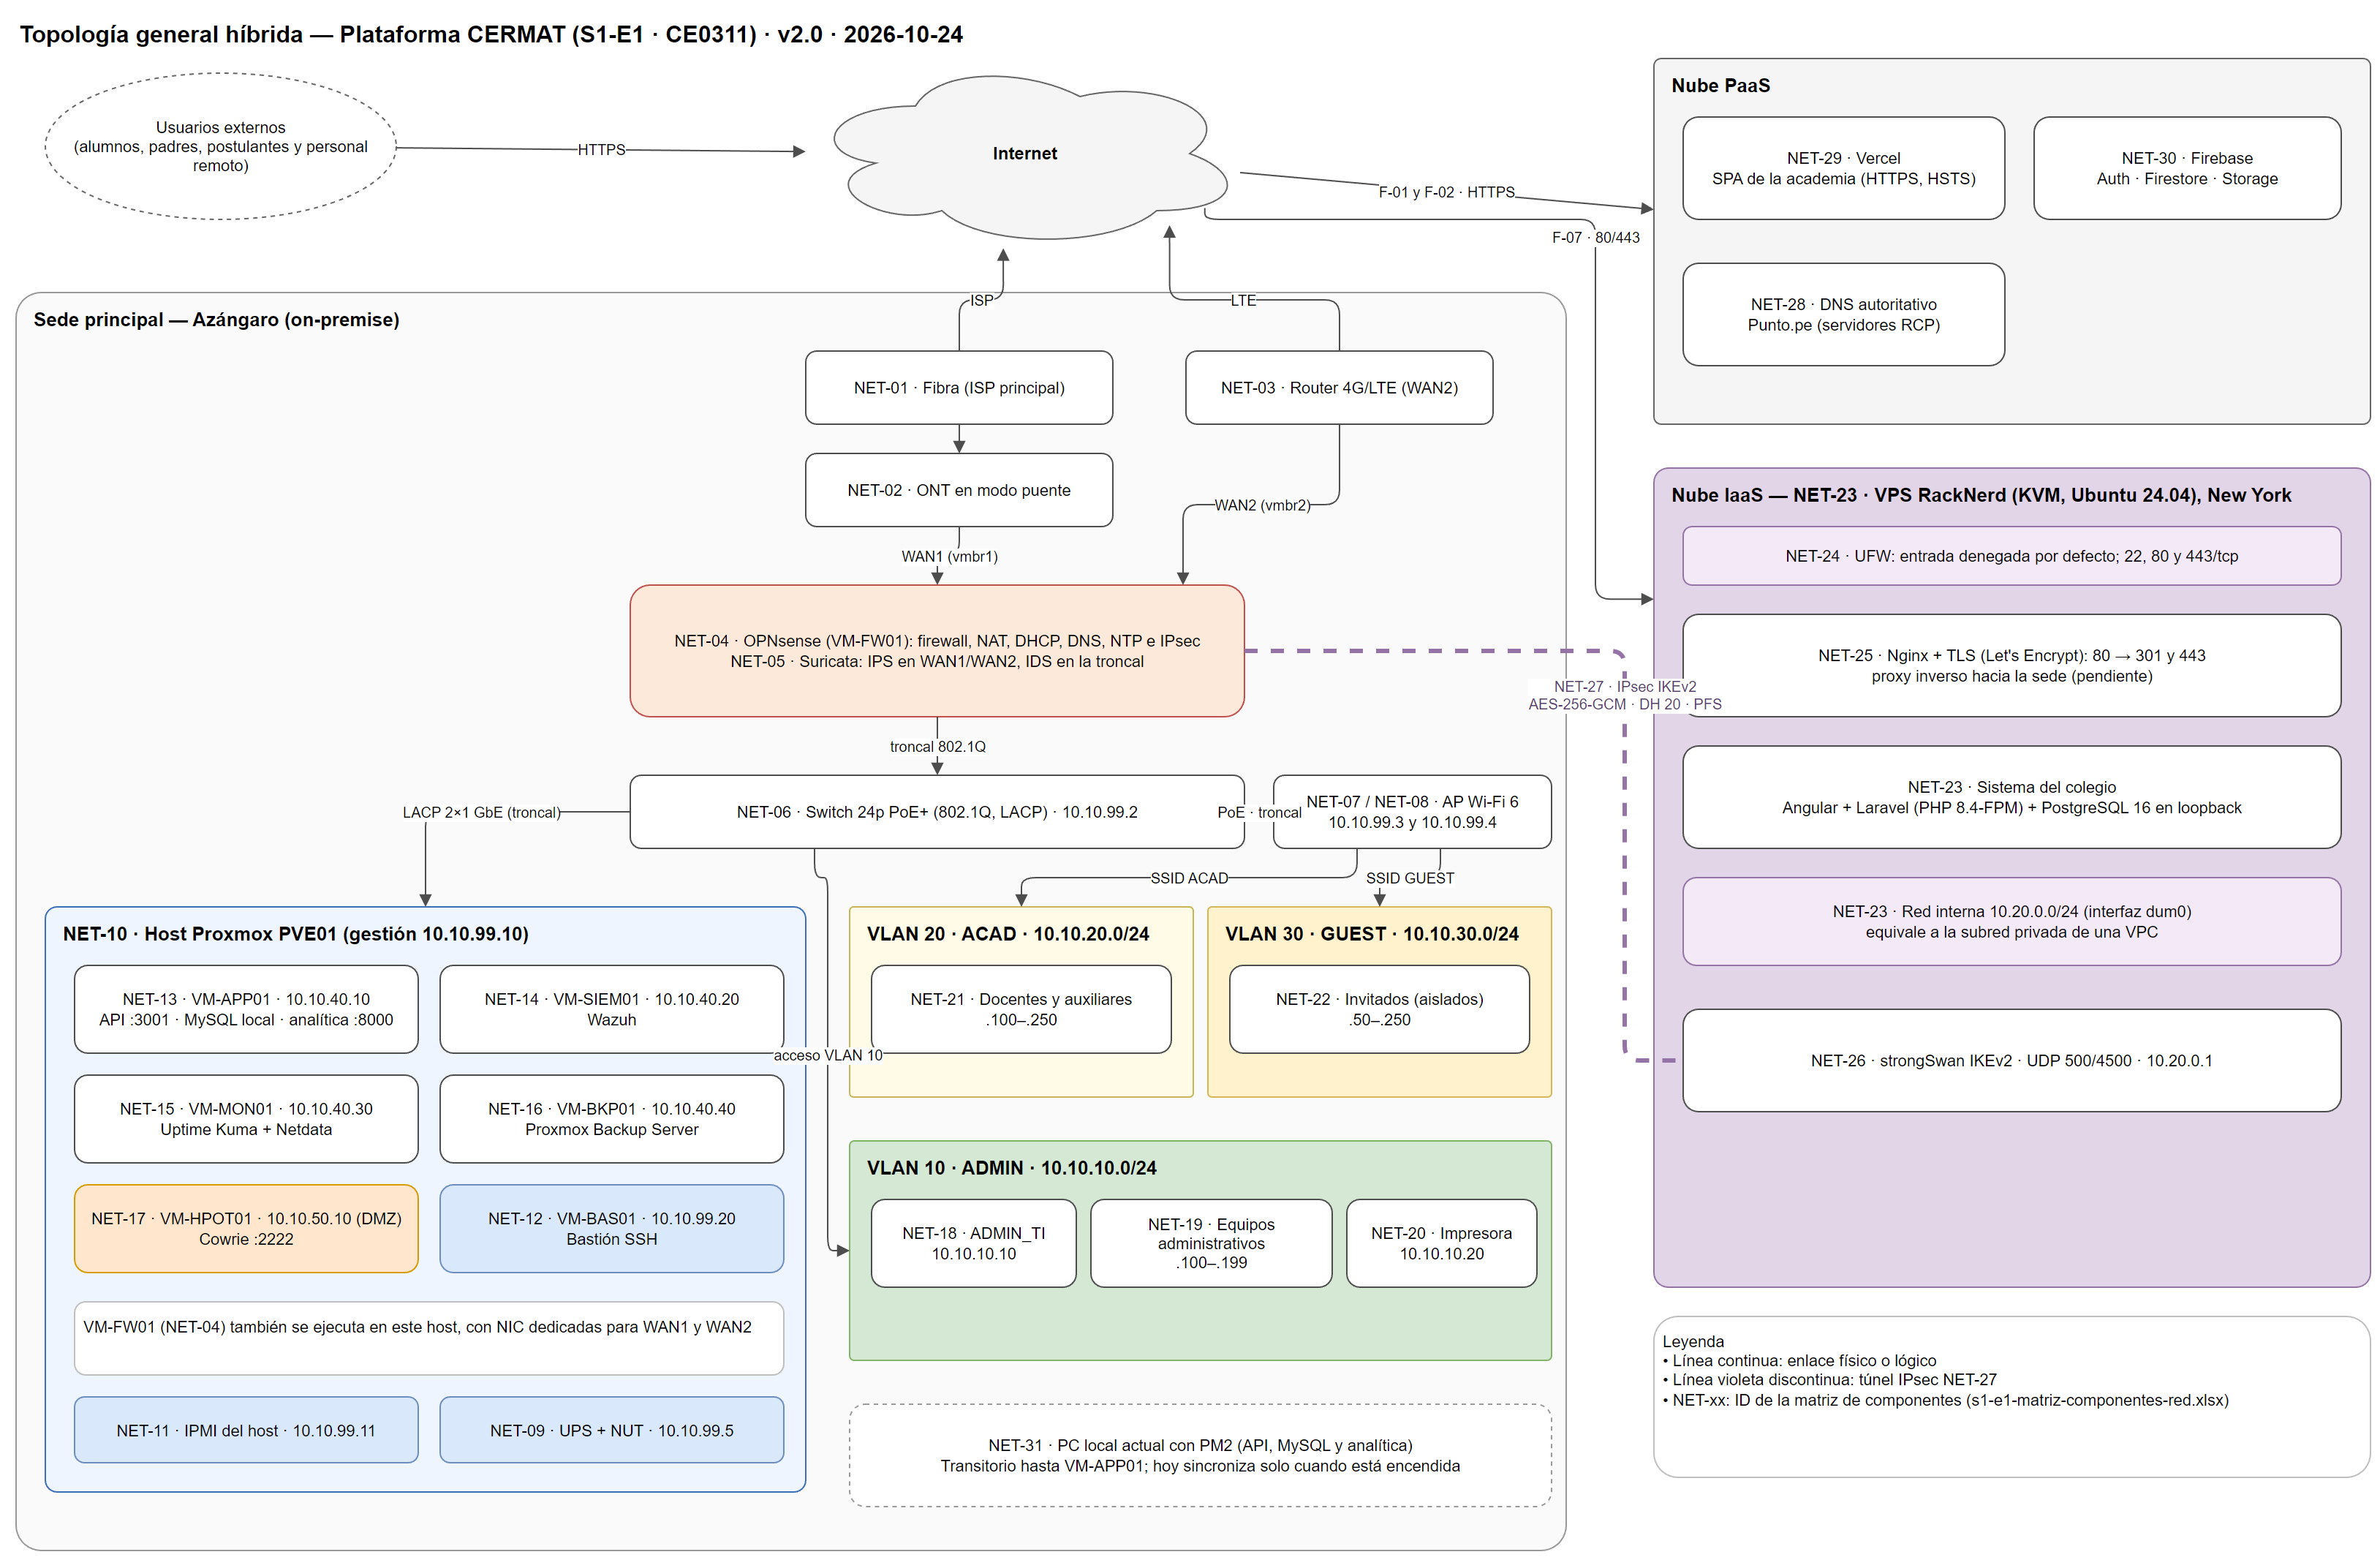 Topología general híbrida — Plataforma CERMAT (S1-E1 · CE0311) · v2.0 · 2026-10-24
Usuarios externos
(alumnos, padres, postulantes y personal
remoto)
HTTPS
Internet
F-01 y F-02 · HTTPS
F-07 · 80/443
Nube PaaS
NET-29 · Vercel
SPA de la academia (HTTPS, HSTS)
NET-30 · Firebase
Auth · Firestore · Storage
NET-28 · DNS autoritativo
Punto.pe (servidores RCP)
Sede principal — Azángaro (on-premise)
ISP
LTE
NET-01 · Fibra (ISP principal)
NET-03 · Router 4G/LTE (WAN2)
NET-02 · ONT en modo puente
WAN2 (vmbr2)
WAN1 (vmbr1)
NET-04 · OPNsense (VM-FW01): firewall, NAT, DHCP, DNS, NTP e IPsec
NET-05 · Suricata: IPS en WAN1/WAN2, IDS en la troncal
NET-27 · IPsec IKEv2
AES-256-GCM · DH 20 · PFS
troncal 802.1Q
LACP 2×1 GbE (troncal)
NET-06 · Switch 24p PoE+ (802.1Q, LACP) · 10.10.99.2
PoE · troncal
NET-07 / NET-08 · AP Wi-Fi 6
10.10.99.3 y 10.10.99.4
SSID ACAD
SSID GUEST
acceso VLAN 10
NET-10 · Host Proxmox PVE01 (gestión 10.10.99.10)
NET-13 · VM-APP01 · 10.10.40.10
API :3001 · MySQL local · analítica :8000
NET-14 · VM-SIEM01 · 10.10.40.20
Wazuh
NET-15 · VM-MON01 · 10.10.40.30
Uptime Kuma + Netdata
NET-16 · VM-BKP01 · 10.10.40.40
Proxmox Backup Server
NET-17 · VM-HPOT01 · 10.10.50.10 (DMZ)
Cowrie :2222
NET-12 · VM-BAS01 · 10.10.99.20
Bastión SSH
VM-FW01 (NET-04) también se ejecuta en este host, con NIC dedicadas para WAN1 y WAN2
NET-11 · IPMI del host · 10.10.99.11
NET-09 · UPS + NUT · 10.10.99.5
VLAN 20 · ACAD · 10.10.20.0/24
NET-21 · Docentes y auxiliares
.100–.250
VLAN 30 · GUEST · 10.10.30.0/24
NET-22 · Invitados (aislados)
.50–.250
VLAN 10 · ADMIN · 10.10.10.0/24
NET-18 · ADMIN_TI
10.10.10.10
NET-19 · Equipos
administrativos
.100–.199
NET-20 · Impresora
10.10.10.20
NET-31 · PC local actual con PM2 (API, MySQL y analítica)
Transitorio hasta VM-APP01; hoy sincroniza solo cuando está encendida
Nube IaaS — NET-23 · VPS RackNerd (KVM, Ubuntu 24.04), New York
NET-24 · UFW: entrada denegada por defecto; 22, 80 y 443/tcp
NET-25 · Nginx + TLS (Let's Encrypt): 80 → 301 y 443
proxy inverso hacia la sede (pendiente)
NET-23 · Sistema del colegio
Angular + Laravel (PHP 8.4-FPM) + PostgreSQL 16 en loopback
NET-23 · Red interna 10.20.0.0/24 (interfaz dum0)
equivale a la subred privada de una VPC
NET-26 · strongSwan IKEv2 · UDP 500/4500 · 10.20.0.1
Leyenda
• Línea continua: enlace físico o lógico
• Línea violeta discontinua: túnel IPsec NET-27
• NET-xx: ID de la matriz de componentes (s1-e1-matriz-componentes-red.xlsx)